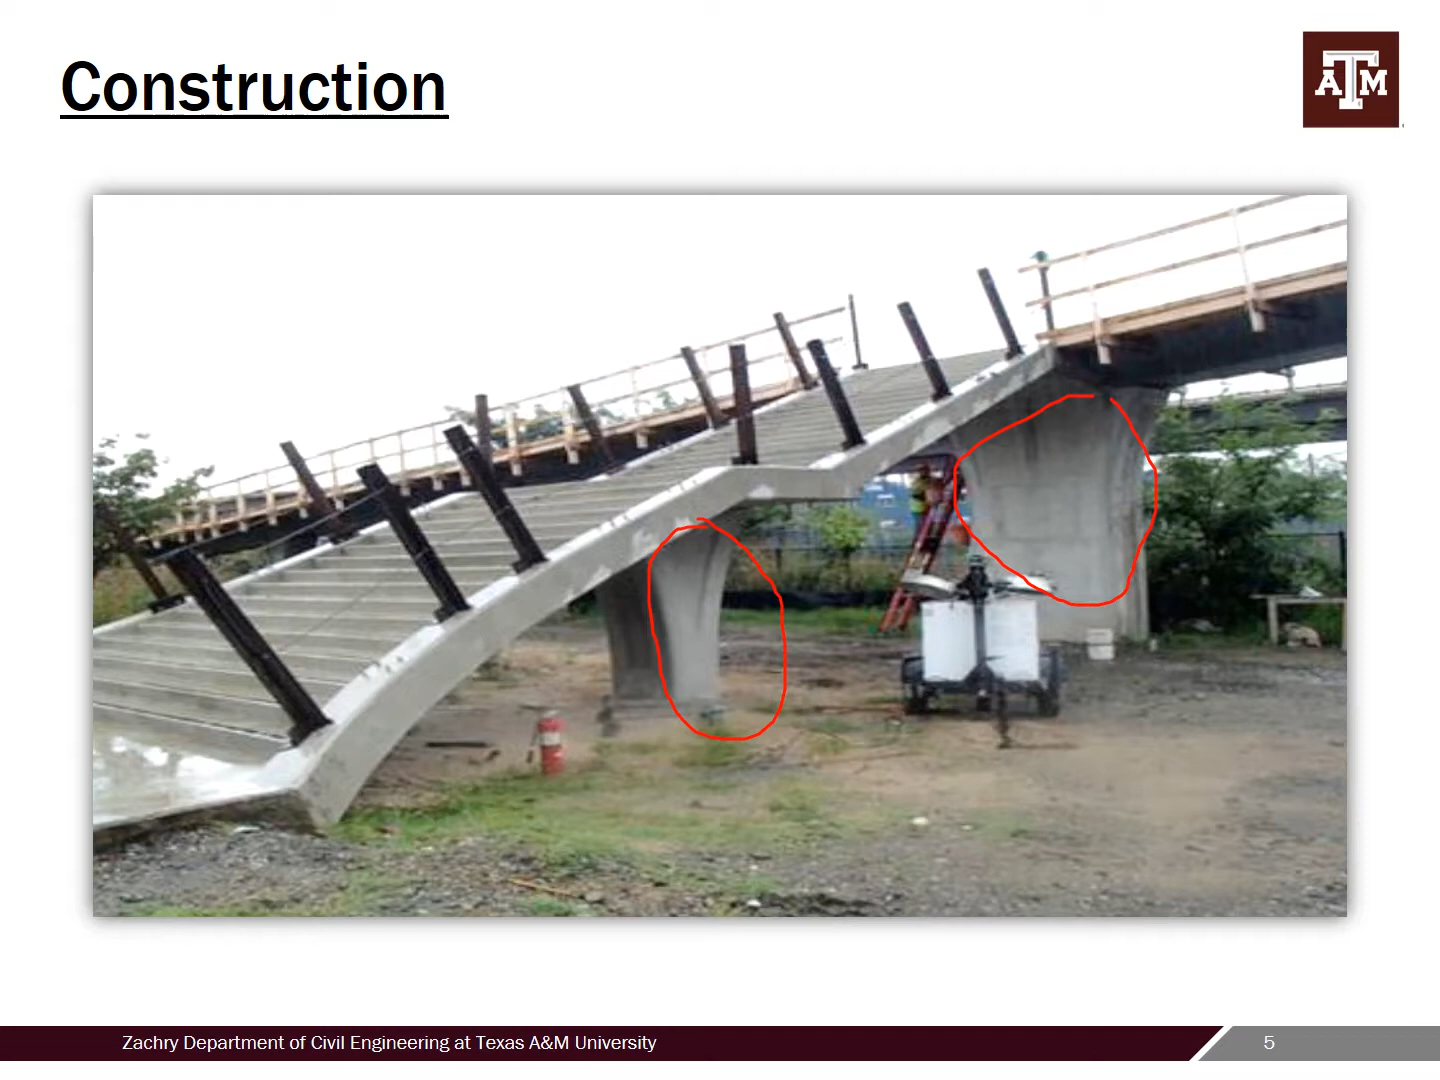 Construction
ATM
Zachry Department of Civil Engineering at Texas A&M University
5